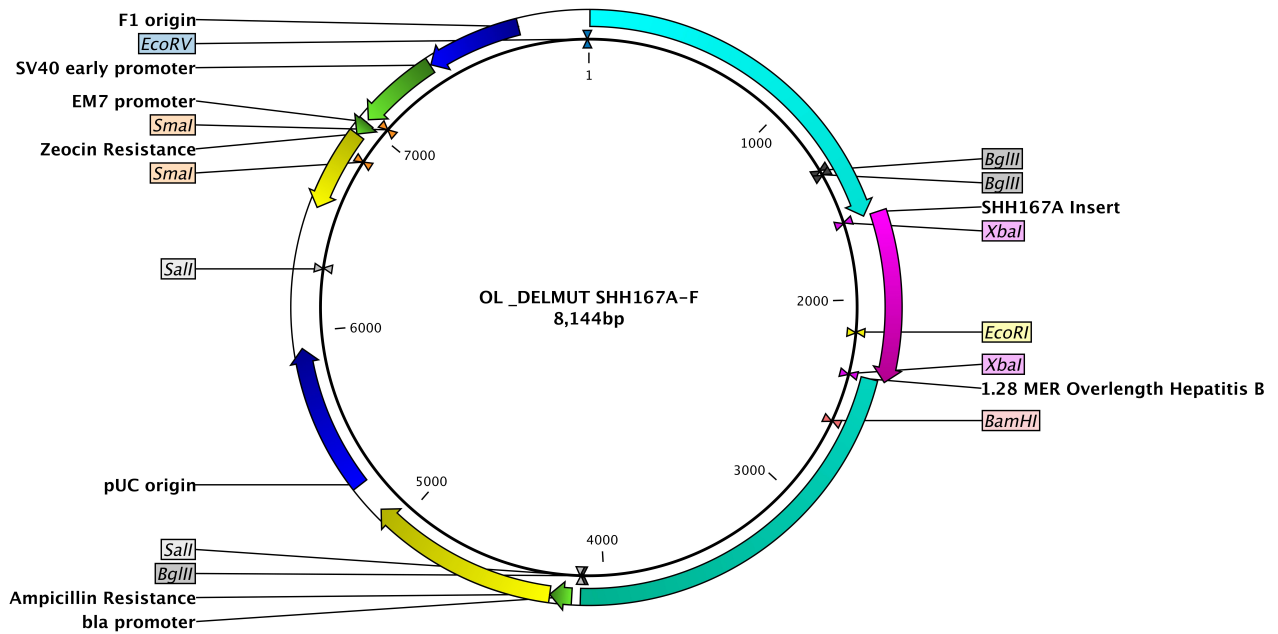 F1 origin
EcoRV
SV40 early promoter
EM7 promoter
SmaI
Zeocin Resistance
SmaI
SalI
pUC origin
SalI
BglII
Ampicillin Resistance
bla promoter
1
1000
2000
3000
4000
5000
6000
7000
OL _DELMUT SHH167A-F
8,144bp
BglII
BglII
SHH167A Insert
XbaI
EcoRI
XbaI
1.28 MER Overlength Hepatitis B
BamHI